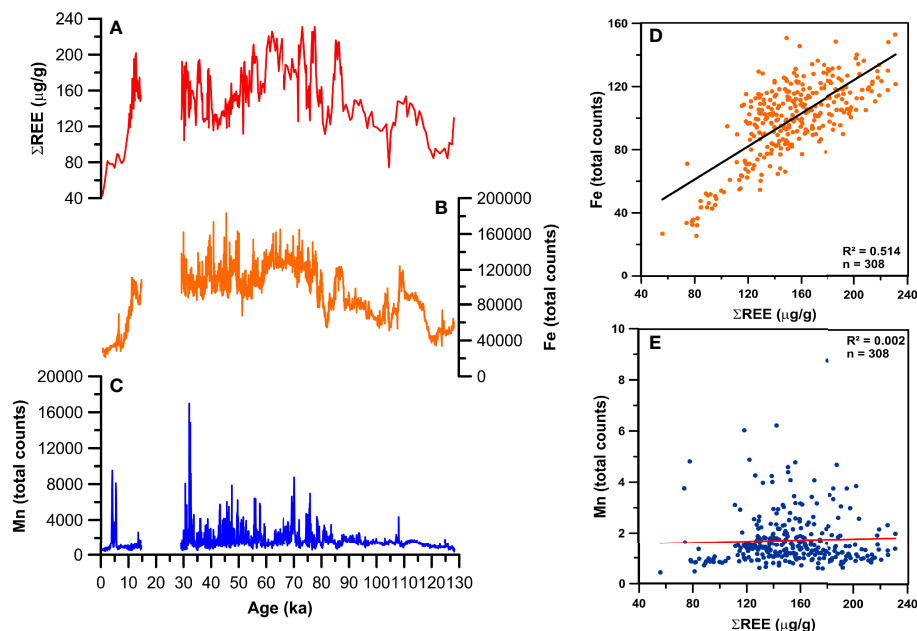 A
240
200
160
120
80
40
ΣREE (μg/g)
B
200000
160000
120000
80000
40000
0
Fe (total counts)
C
20000
16000
12000
8000
4000
0
Mn (total counts)
0 10 20 30 40 50 60 70 80 90 100 110 120 130
Age (ka)
D
160
120
80
40
0
Fe (total counts)
R² = 0.514
n = 308
40 80 120 160 200 240
ΣREE (μg/g)
E
R² = 0.002
n = 308
10
8
6
4
2
0
Mn (total counts)
40 80 120 160 200 240
ΣREE (μg/g)